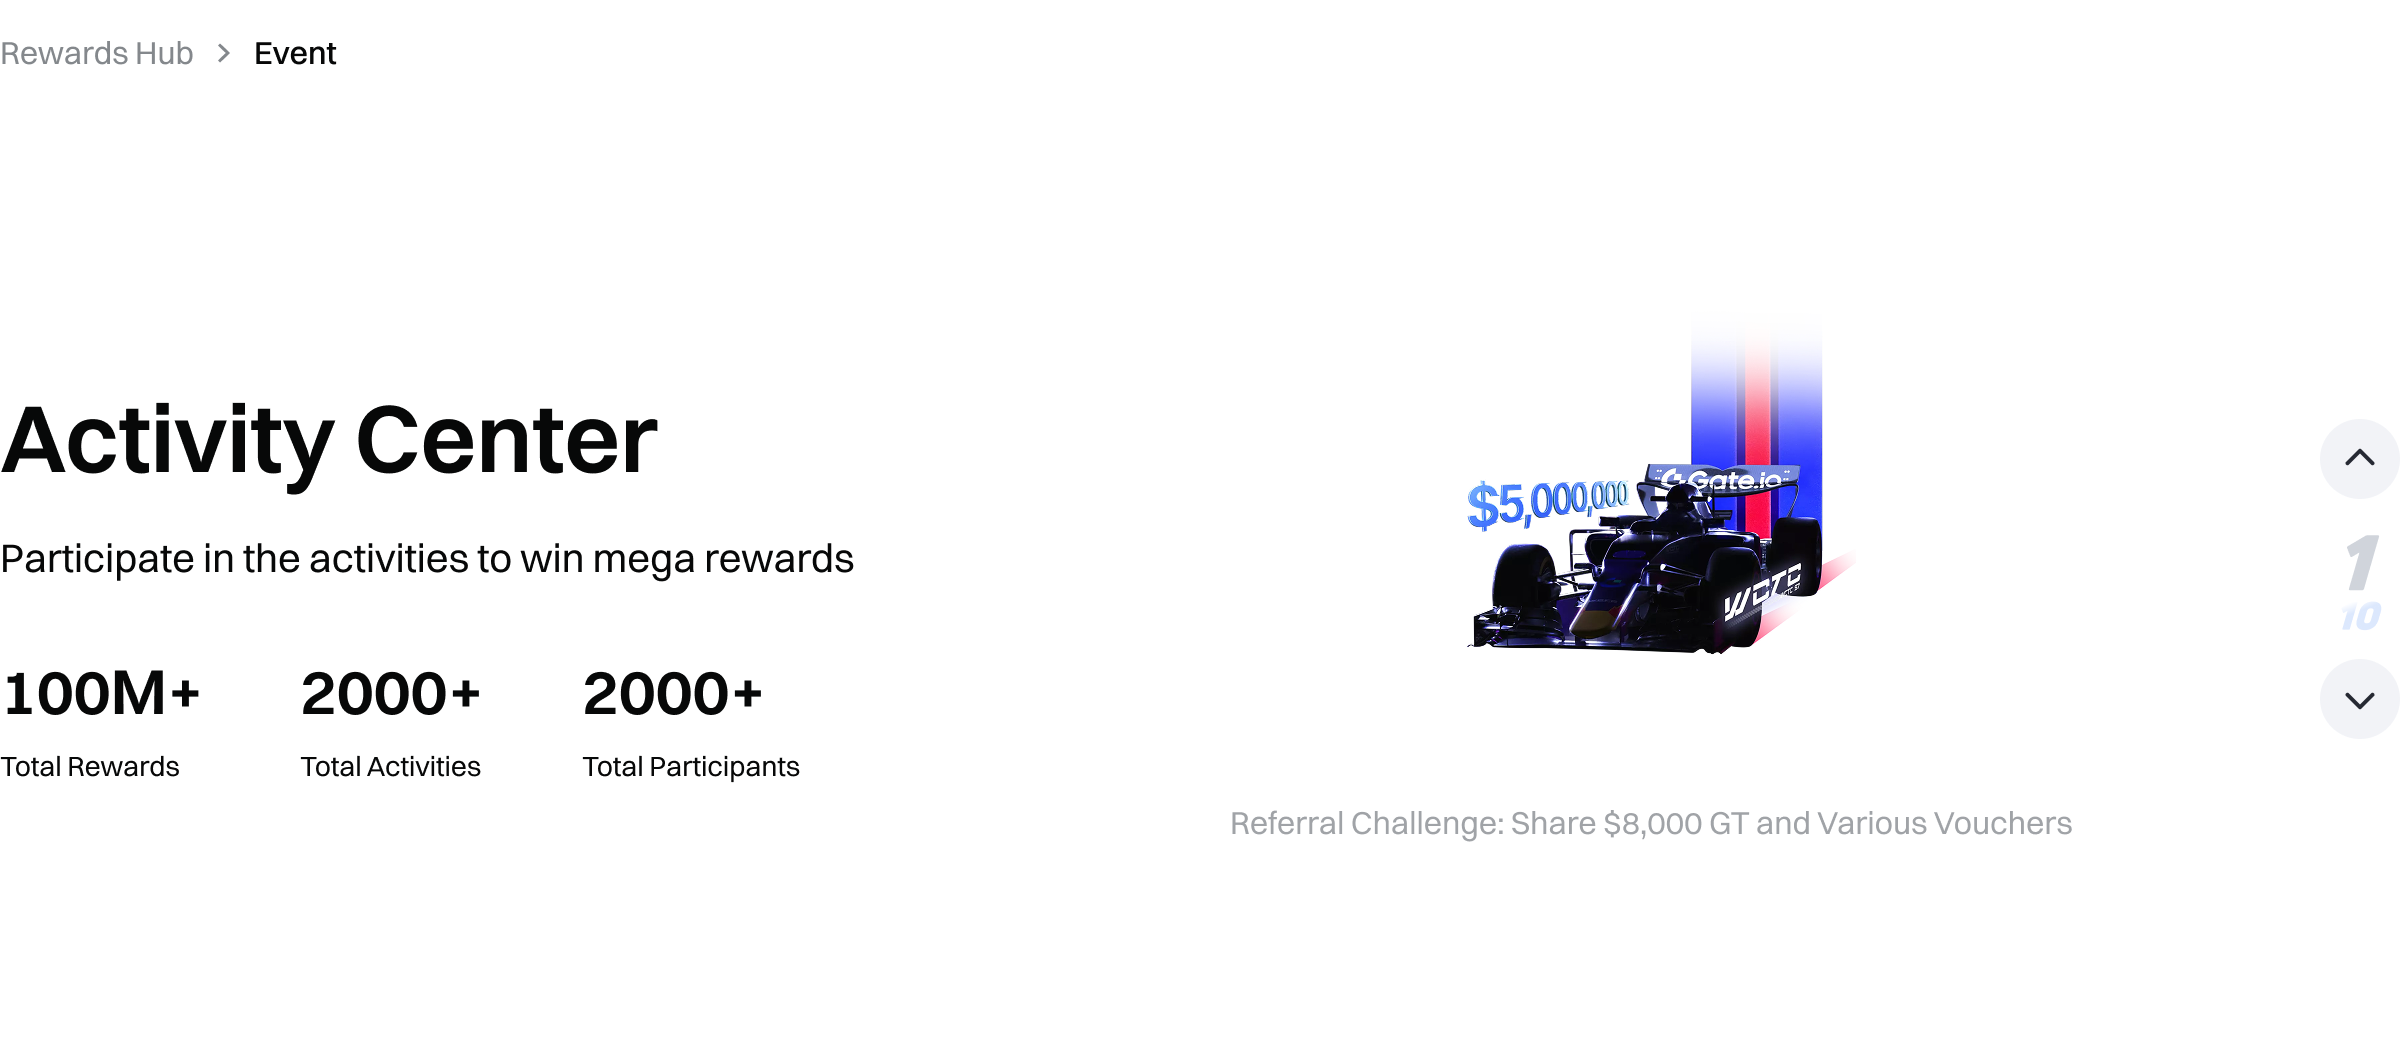 Rewards Hub > Event
Activity Center
Participate in the activities to win mega rewards
100M+ 2000+ 2000+
Total Rewards Total Activities Total Participants
$5,000,000
Gate.io
WCTC
Referral Challenge: Share $8,000 GT and Various Vouchers
1
10